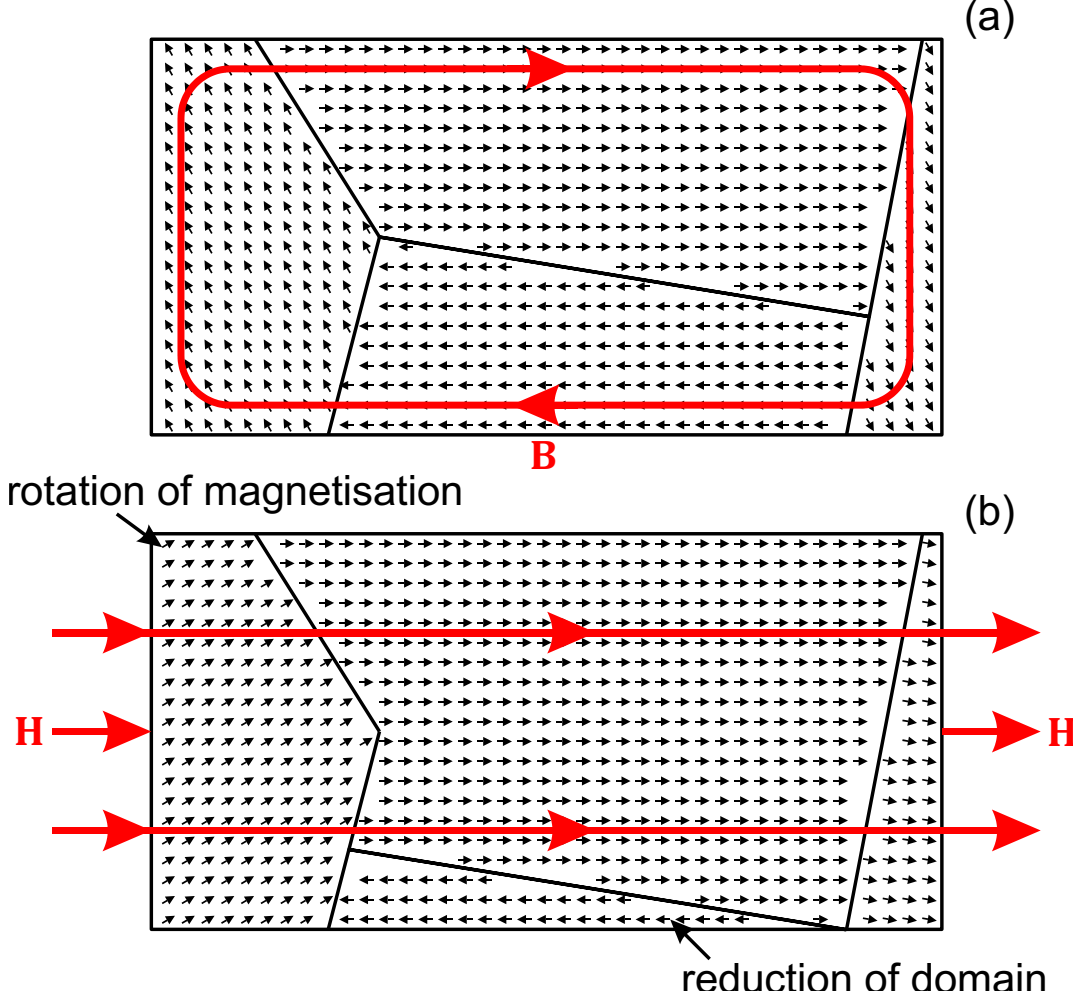 (a)
B
rotation of magnetisation
(b)
H
H
reduction of domain